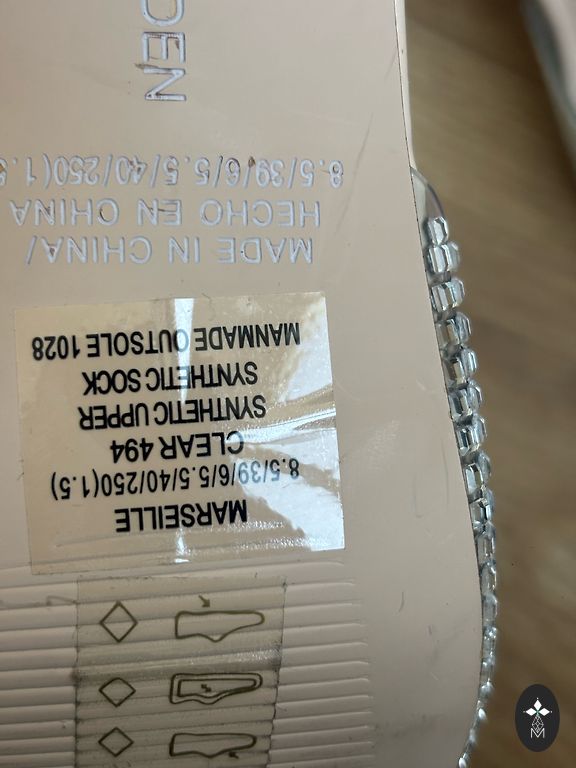 MARSEILLE
8.5/39/6/5.5/40/250(1.5)
CLEAR 494
SYNTHETIC UPPER
SYNTHETIC SOCK
MANMADE OUTSOLE 1028
MADE IN CHINA/
HECHO EN CHINA
8.5/39/6/5.5/40/250(1.5
DEN